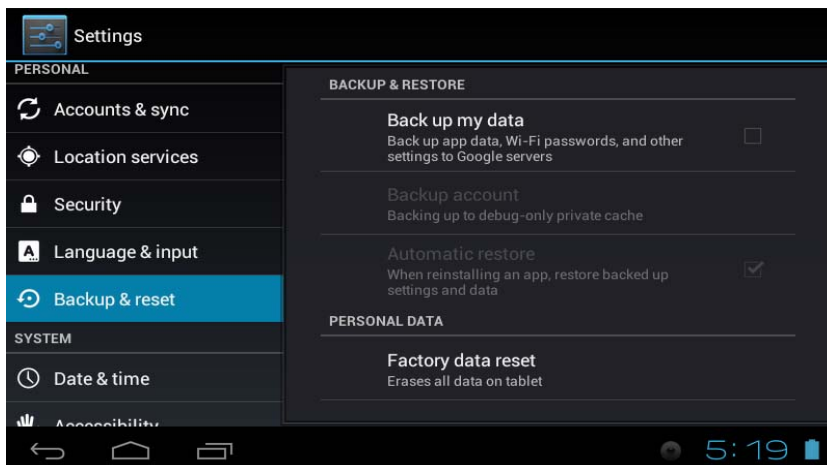 Settings
PERSONAL
Accounts & sync
Location services
Security
Language & input
Backup & reset
SYSTEM
Date & time
Accessibility
BACKUP & RESTORE
Back up my data
Back up app data, Wi-Fi passwords, and other
settings to Google servers
Backup account
Backing up to debug-only private cache
Automatic restore
When reinstalling an app, restore backed up
settings and data
PERSONAL DATA
Factory data reset
Erases all data on tablet
5:19